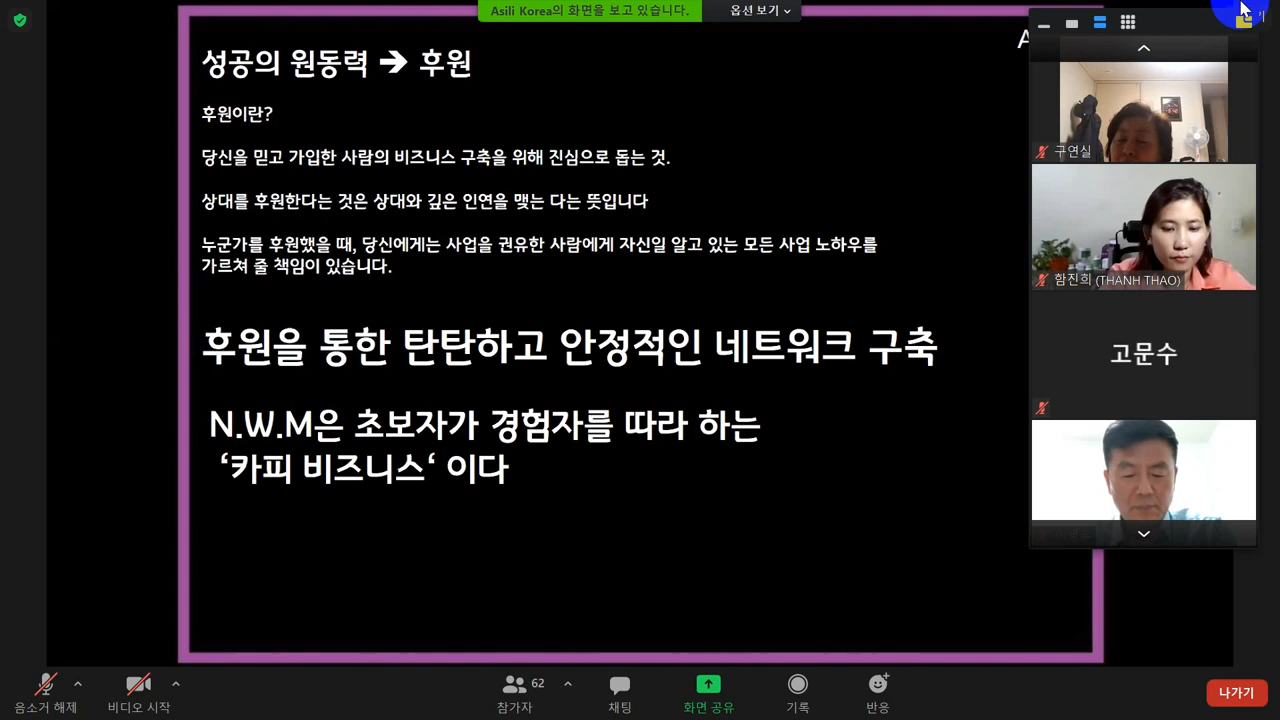 Asili Korea의 화면을 보고 있습니다. 옵션 보기
성공의 원동력 ➔ 후원
후원이란?
당신을 믿고 가입한 사람의 비즈니스 구축을 위해 진심으로 돕는 것.
상대를 후원한다는 것은 상대와 깊은 인연을 맺는 다는 뜻입니다
누군가를 후원했을 때, 당신에게는 사업을 권유한 사람에게 자신일 알고 있는 모든 사업 노하우를
가르쳐 줄 책임이 있습니다.
후원을 통한 탄탄하고 안정적인 네트워크 구축
N.W.M은 초보자가 경험자를 따라 하는
‘카피 비즈니스‘ 이다
구연실
함진희 (THANH THAO)
고문수
음소거 해제
비디오 시작
62
참가자
채팅
화면 공유
기록
반응
나가기